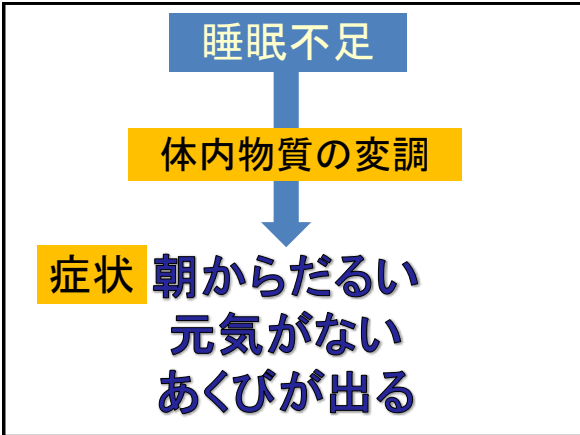 睡眠不足
体内物質の変調
症状 朝からだるい
元気がない
あくびが出る